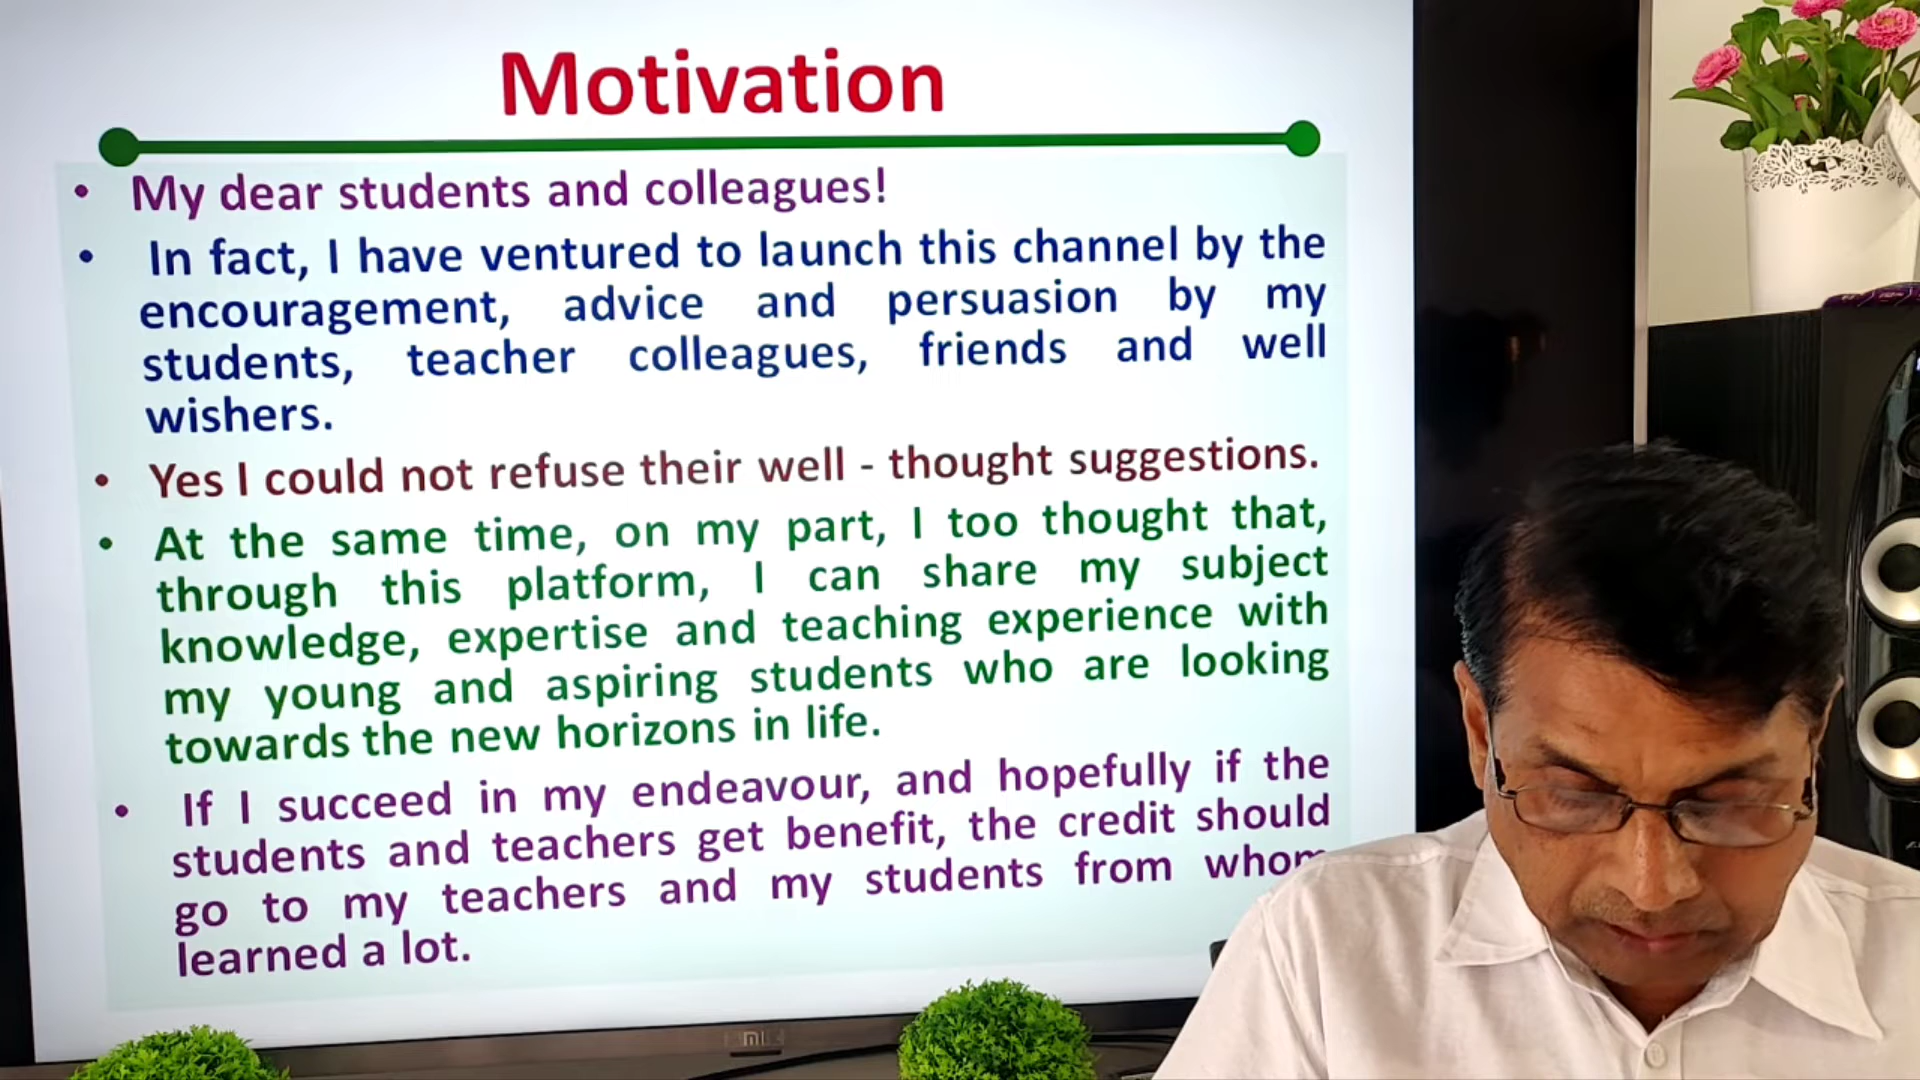 Motivation
• My dear students and colleagues!
• In fact, I have ventured to launch this channel by the
encouragement, advice and persuasion by my
students, teacher colleagues, friends and well
wishers.
• Yes I could not refuse their well - thought suggestions.
• At the same time, on my part, I too thought that,
through this platform, I can share my subject
knowledge, expertise and teaching experience with
my young and aspiring students who are looking
towards the new horizons in life.
• If I succeed in my endeavour, and hopefully if the
students and teachers get benefit, the credit should
go to my teachers and my students from whom
learned a lot.
mi